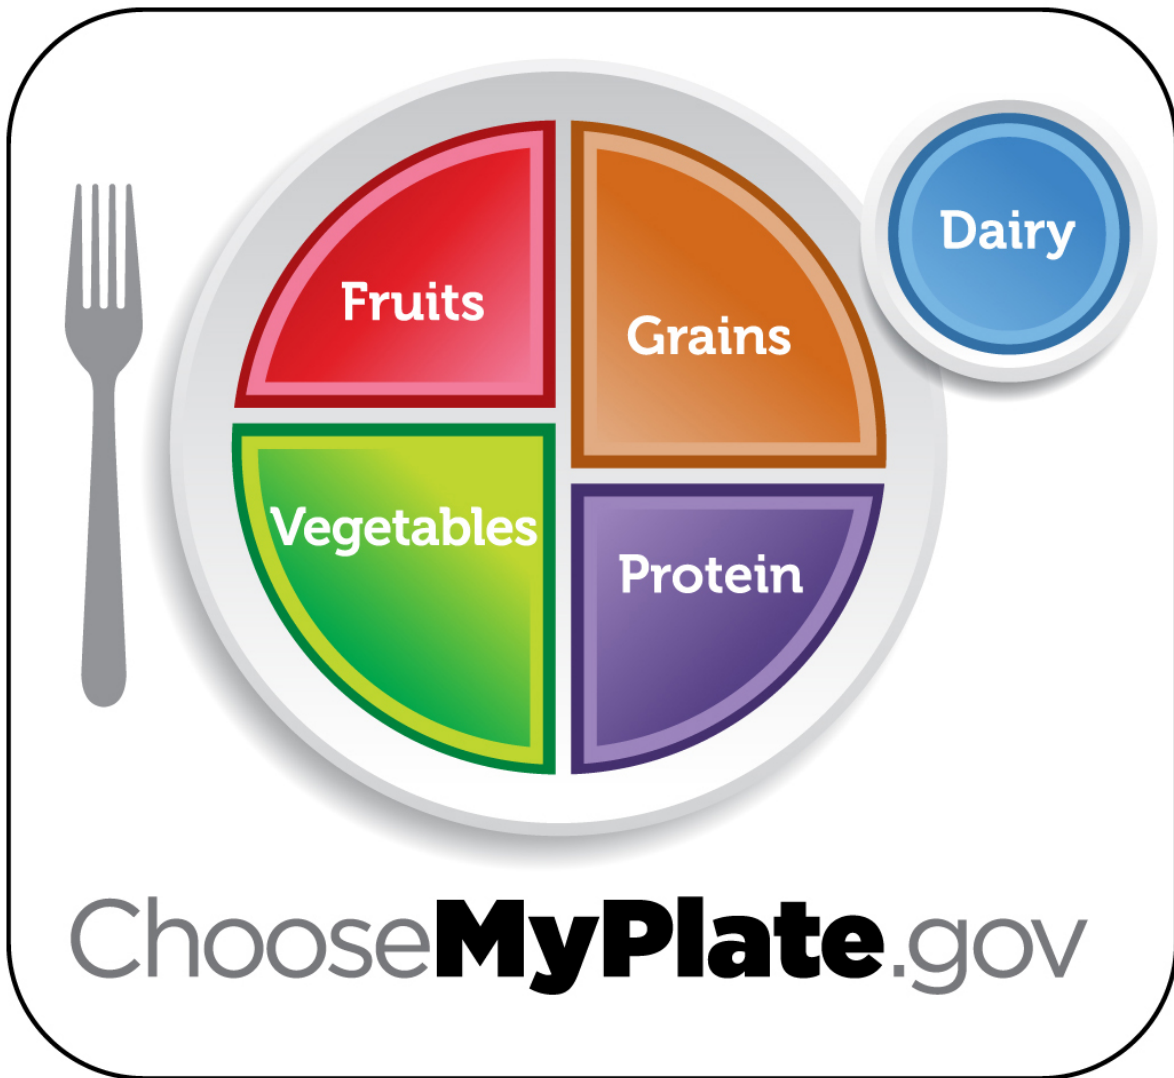 Fruits
Grains
Dairy
Vegetables
Protein
ChooseMyPlate.gov